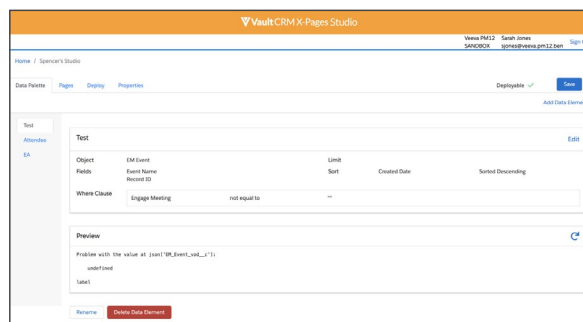 Vault CRM X-Pages Studio
Veeva PM12 Sarah Jones
SANDBOX sjones@veeva.pm12.ben
Sign
Home / Spencer's Studio
Data Palette Pages Deploy Properties Deployable Save
Add Data Eleme
Test
Attendee
EA
Test Edit
Object EM Event Limit
Fields Event Name Sort Created Date Sorted Descending
Record ID
Where Clause Engage Meeting not equal to ""
Preview
Problem with the value at json['EM_Event_vod__c']:
undefined
label
Rename Delete Data Element